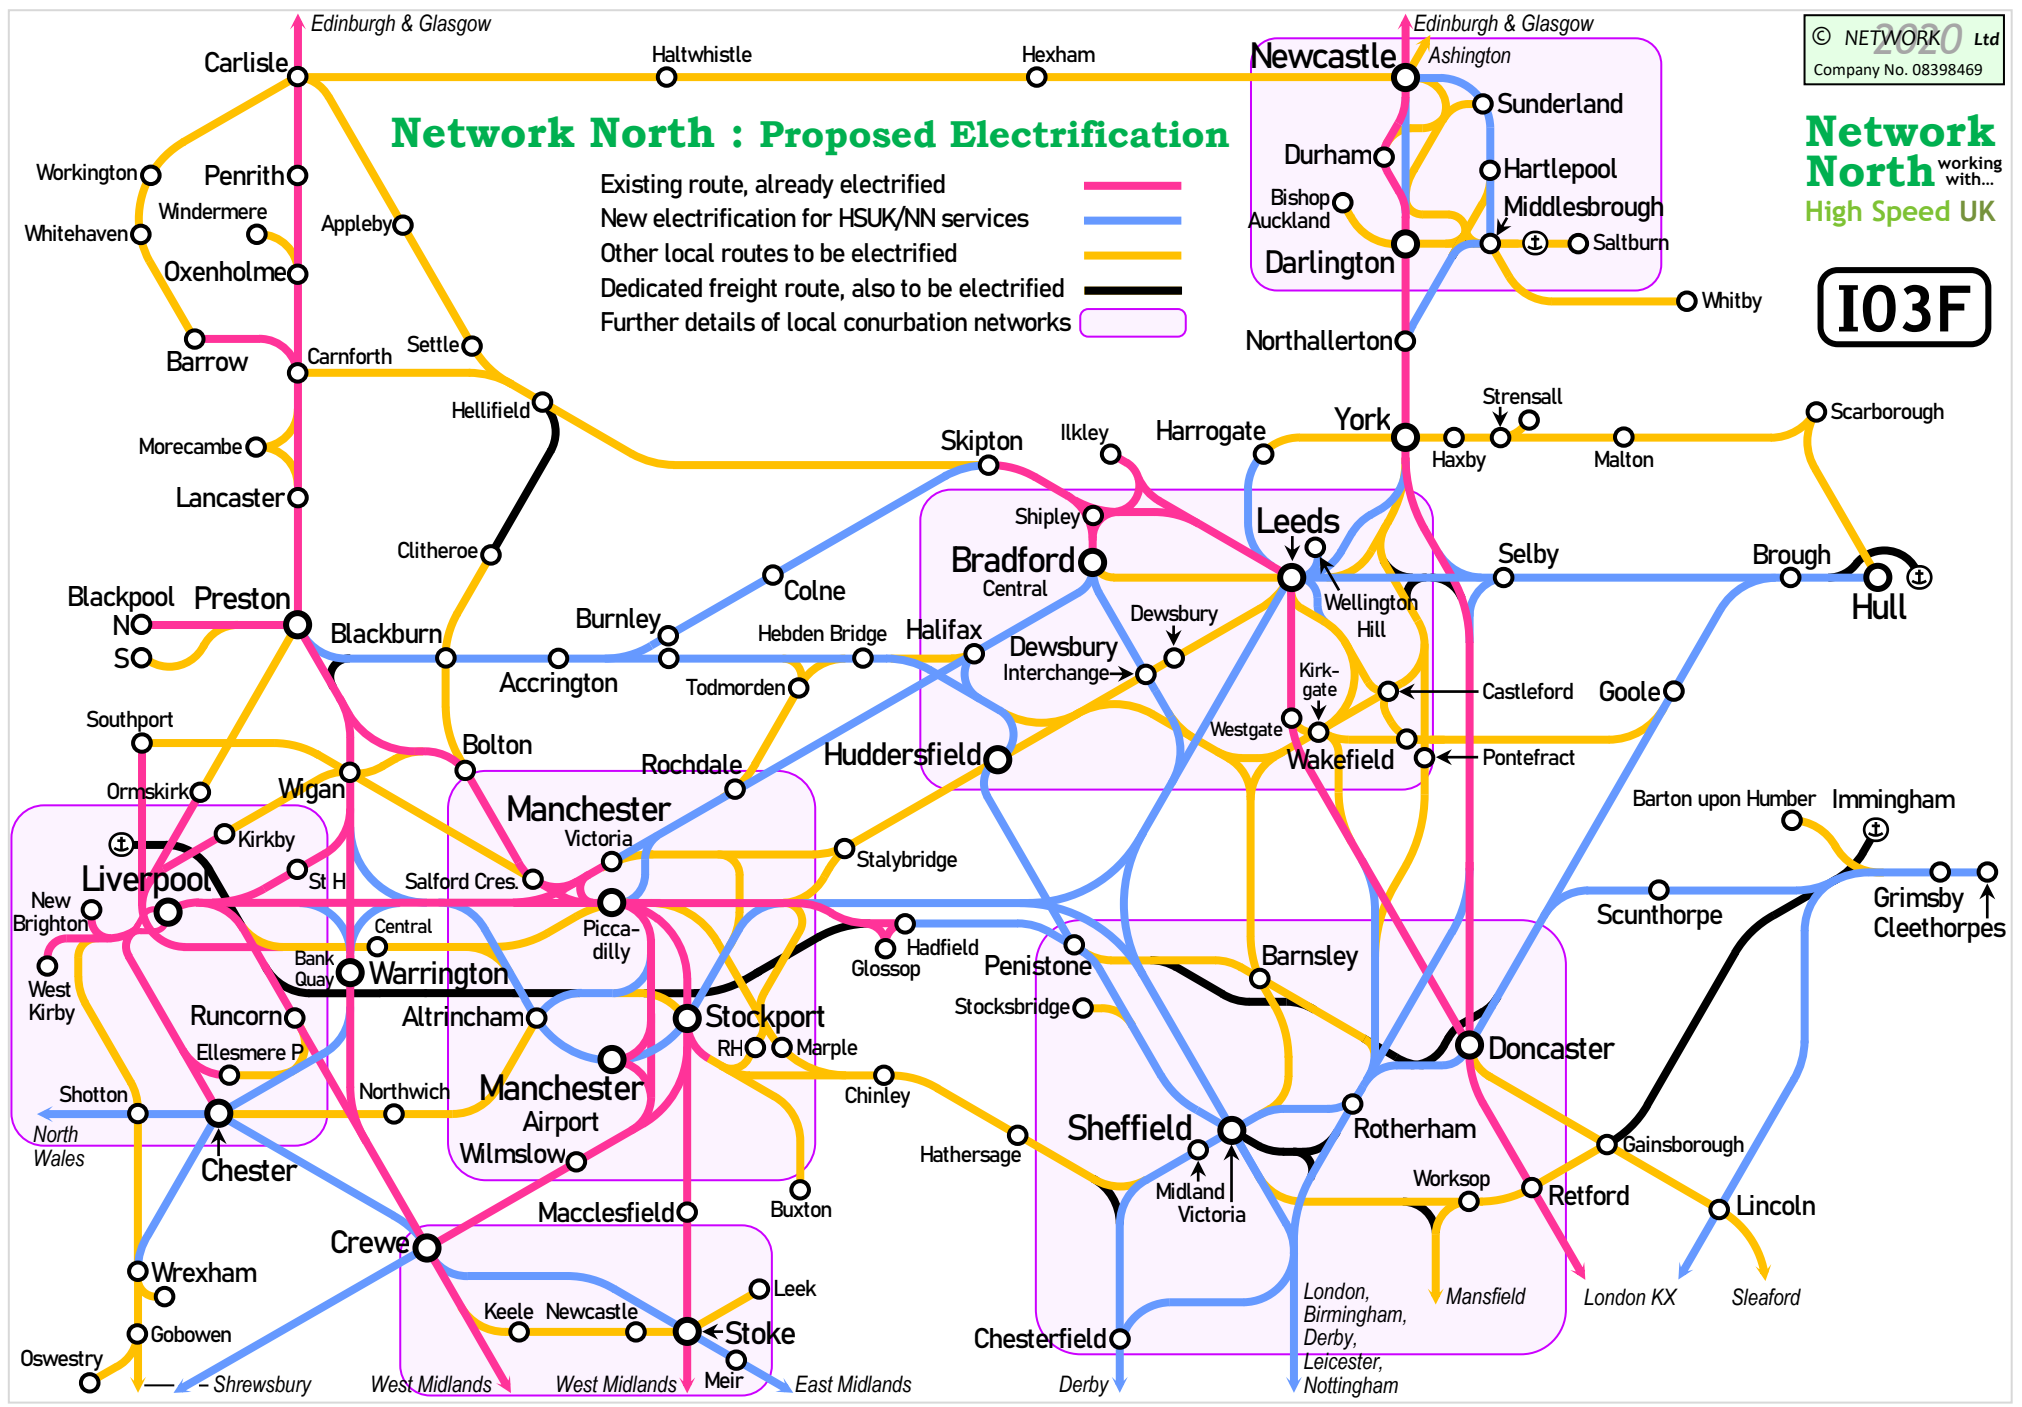 Edinburgh & Glasgow
Edinburgh & Glasgow
© NETWORK 2020 Ltd
Company No. 08398469
Carlisle
Haltwhistle
Hexham
Newcastle
Ashington
Sunderland
Network North : Proposed Electrification
Network
North working
with...
High Speed UK
Existing route, already electrified
New electrification for HSUK/NN services
Other local routes to be electrified
Dedicated freight route, also to be electrified
Further details of local conurbation networks
I03F
Workington
Penrith
Durham
Hartlepool
Bishop
Auckland
Middlesbrough
Windermere
Whitehaven
Appleby
Saltburn
Oxenholme
Darlington
Whitby
Barrow
Carnforth
Settle
Northallerton
Hellifield
Strensall
Scarborough
York
Haxby
Malton
Morecambe
Skipton
Ilkley
Harrogate
Lancaster
Shipley
Leeds
Clitheroe
Bradford
Central
Selby
Brough
Hull
Colne
Wellington
Hill
Blackpool
N
S
Preston
Blackburn
Burnley
Accrington
Hebden Bridge
Halifax
Dewsbury
Dewsbury
Interchange
Todmorden
Kirk-
gate
Castleford
Goole
Southport
Bolton
Westgate
Huddersfield
Wakefield
Pontefract
Rochdale
Ormskirk
Wigan
Manchester
Victoria
Barton upon Humber
Immingham
Kirkby
Stalybridge
Liverpool
St H
Salford Cres.
New
Brighton
Grimsby
Cleethorpes
Scunthorpe
Central
Picca-
dilly
Hadfield
Glossop
Bank
Quay
Warrington
Penistone
Barnsley
West
Kirby
Runcorn
Altrincham
Stockport
Stocksbridge
RH
Marple
Doncaster
Ellesmere P
Shotton
Northwich
Manchester
Airport
Chinley
North
Wales
Chester
Wilmslow
Hathersage
Sheffield
Rotherham
Gainsborough
Midland
Victoria
Worksop
Retford
Buxton
Macclesfield
Lincoln
Crewe
Wrexham
Leek
Keele
Newcastle
Stoke
Meir
Gobowen
Oswestry
Chesterfield
London,
Birmingham,
Derby,
Leicester,
Nottingham
Mansfield
London KX
Sleaford
Shrewsbury
West Midlands
West Midlands
East Midlands
Derby